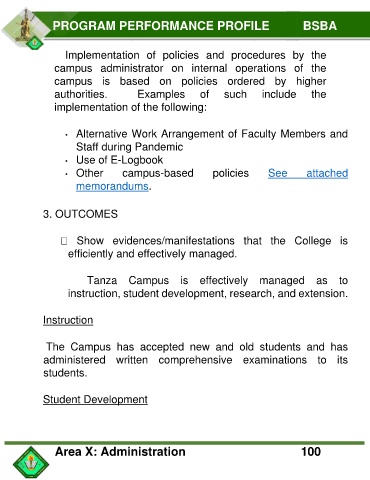 PROGRAM PERFORMANCE PROFILE BSBA
Implementation of policies and procedures by the
campus administrator on internal operations of the
campus is based on policies ordered by higher
authorities. Examples of such include the
implementation of the following:
• Alternative Work Arrangement of Faculty Members and
Staff during Pandemic
• Use of E-Logbook
• Other campus-based policies See attached
memorandums.
3. OUTCOMES
Show evidences/manifestations that the College is
efficiently and effectively managed.
Tanza Campus is effectively managed as to
instruction, student development, research, and extension.
Instruction
The Campus has accepted new and old students and has
administered written comprehensive examinations to its
students.
Student Development
Area X: Administration 100